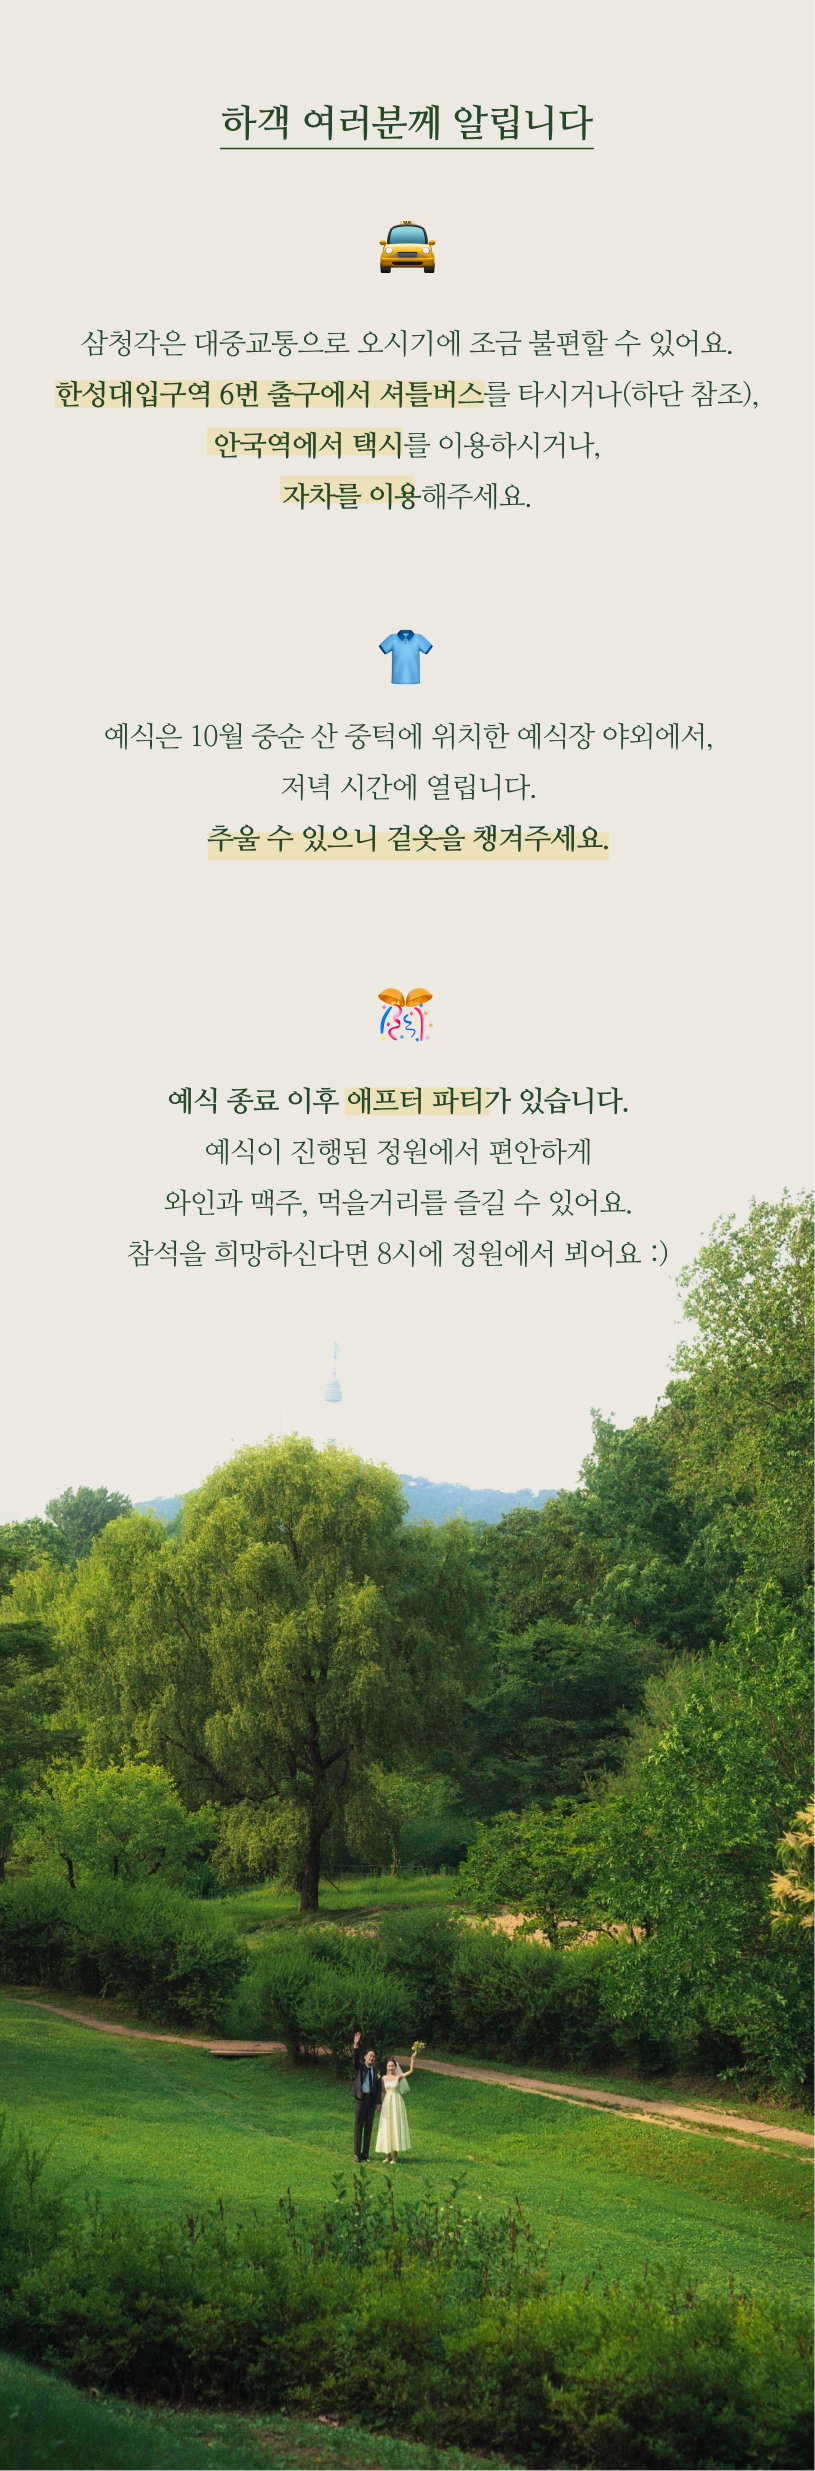 하객 여러분께 알립니다
삼청각은 대중교통으로 오시기에 조금 불편할 수 있어요.
한성대입구역 6번 출구에서 셔틀버스를 타시거나(하단 참조),
안국역에서 택시를 이용하시거나,
자차를 이용해주세요.
예식은 10월 중순 산 중턱에 위치한 예식장 야외에서,
저녁 시간에 열립니다.
추울 수 있으니 겉옷을 챙겨주세요.
예식 종료 이후 애프터 파티가 있습니다.
예식이 진행된 정원에서 편안하게
와인과 맥주, 먹을거리를 즐길 수 있어요.
참석을 희망하신다면 8시에 정원에서 뵈어요 :)